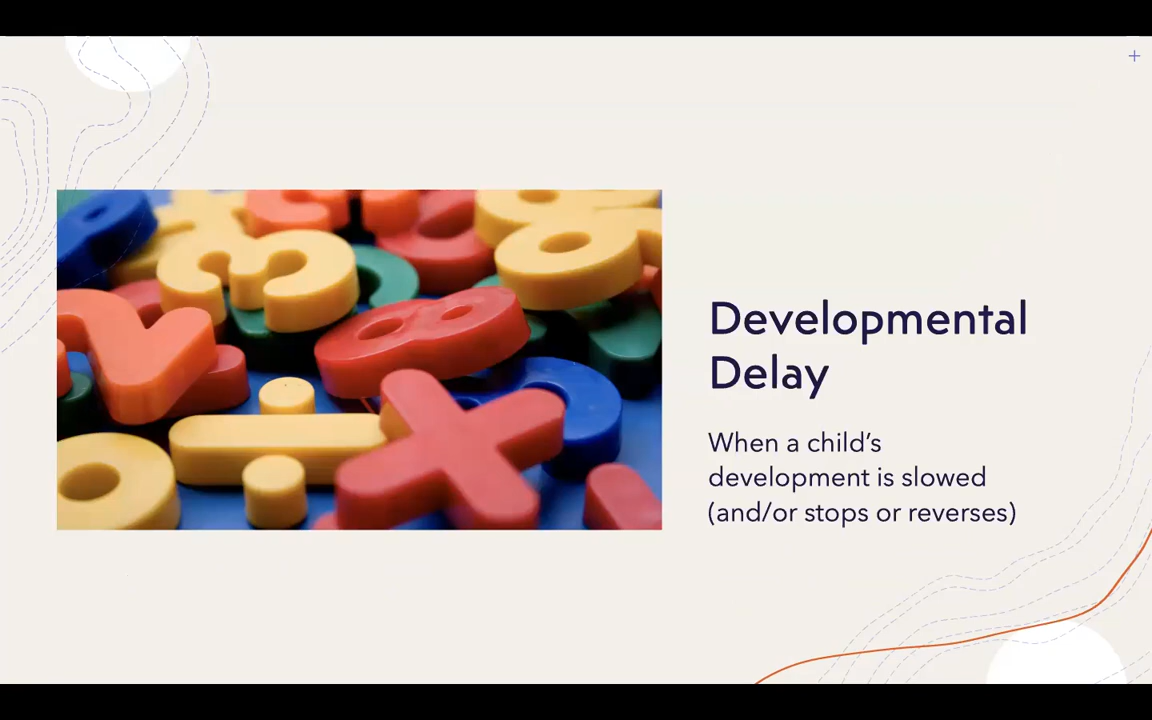 Developmental
Delay
When a child's
development is slowed
(and/or stops or reverses)